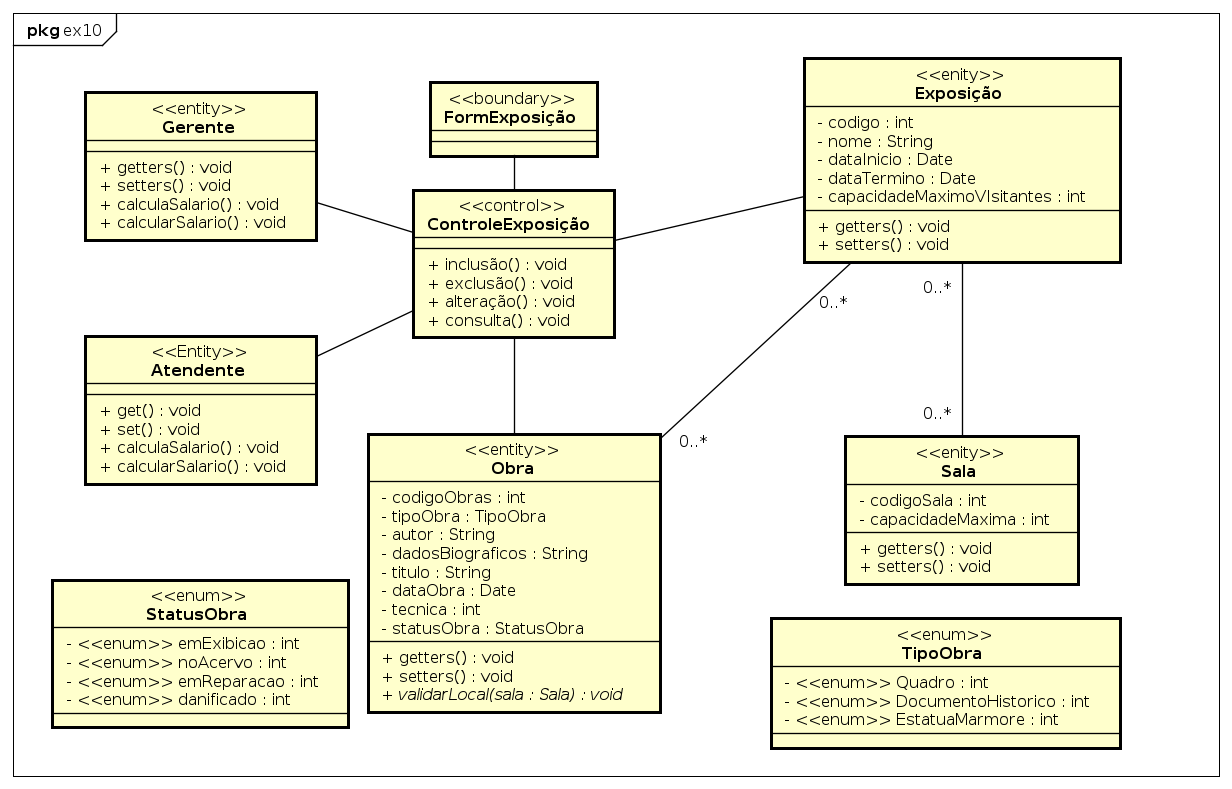 pkg ex10
<<entity>>
Gerente
+ getters() : void
+ setters() : void
+ calculaSalario() : void
+ calcularSalario() : void
<<boundary>>
FormExposição
<<control>>
ControleExposição
+ inclusão() : void
+ exclusão() : void
+ alteração() : void
+ consulta() : void
<<enity>>
Exposição
- codigo : int
- nome : String
- dataInicio : Date
- dataTermino : Date
- capacidadeMaximoVIsitantes : int
+ getters() : void
+ setters() : void
0..*
0..*
0..*
0..*
<<Entity>>
Atendente
+ get() : void
+ set() : void
+ calculaSalario() : void
+ calcularSalario() : void
<<entity>>
Obra
- codigoObras : int
- tipoObra : TipoObra
- autor : String
- dadosBiograficos : String
- titulo : String
- dataObra : Date
- tecnica : int
- statusObra : StatusObra
+ getters() : void
+ setters() : void
+ validarLocal(sala : Sala) : void
<<enity>>
Sala
- codigoSala : int
- capacidadeMaxima : int
+ getters() : void
+ setters() : void
<<enum>>
StatusObra
- <<enum>> emExibicao : int
- <<enum>> noAcervo : int
- <<enum>> emReparacao : int
- <<enum>> danificado : int
<<enum>>
TipoObra
- <<enum>> Quadro : int
- <<enum>> DocumentoHistorico : int
- <<enum>> EstatuaMarmore : int